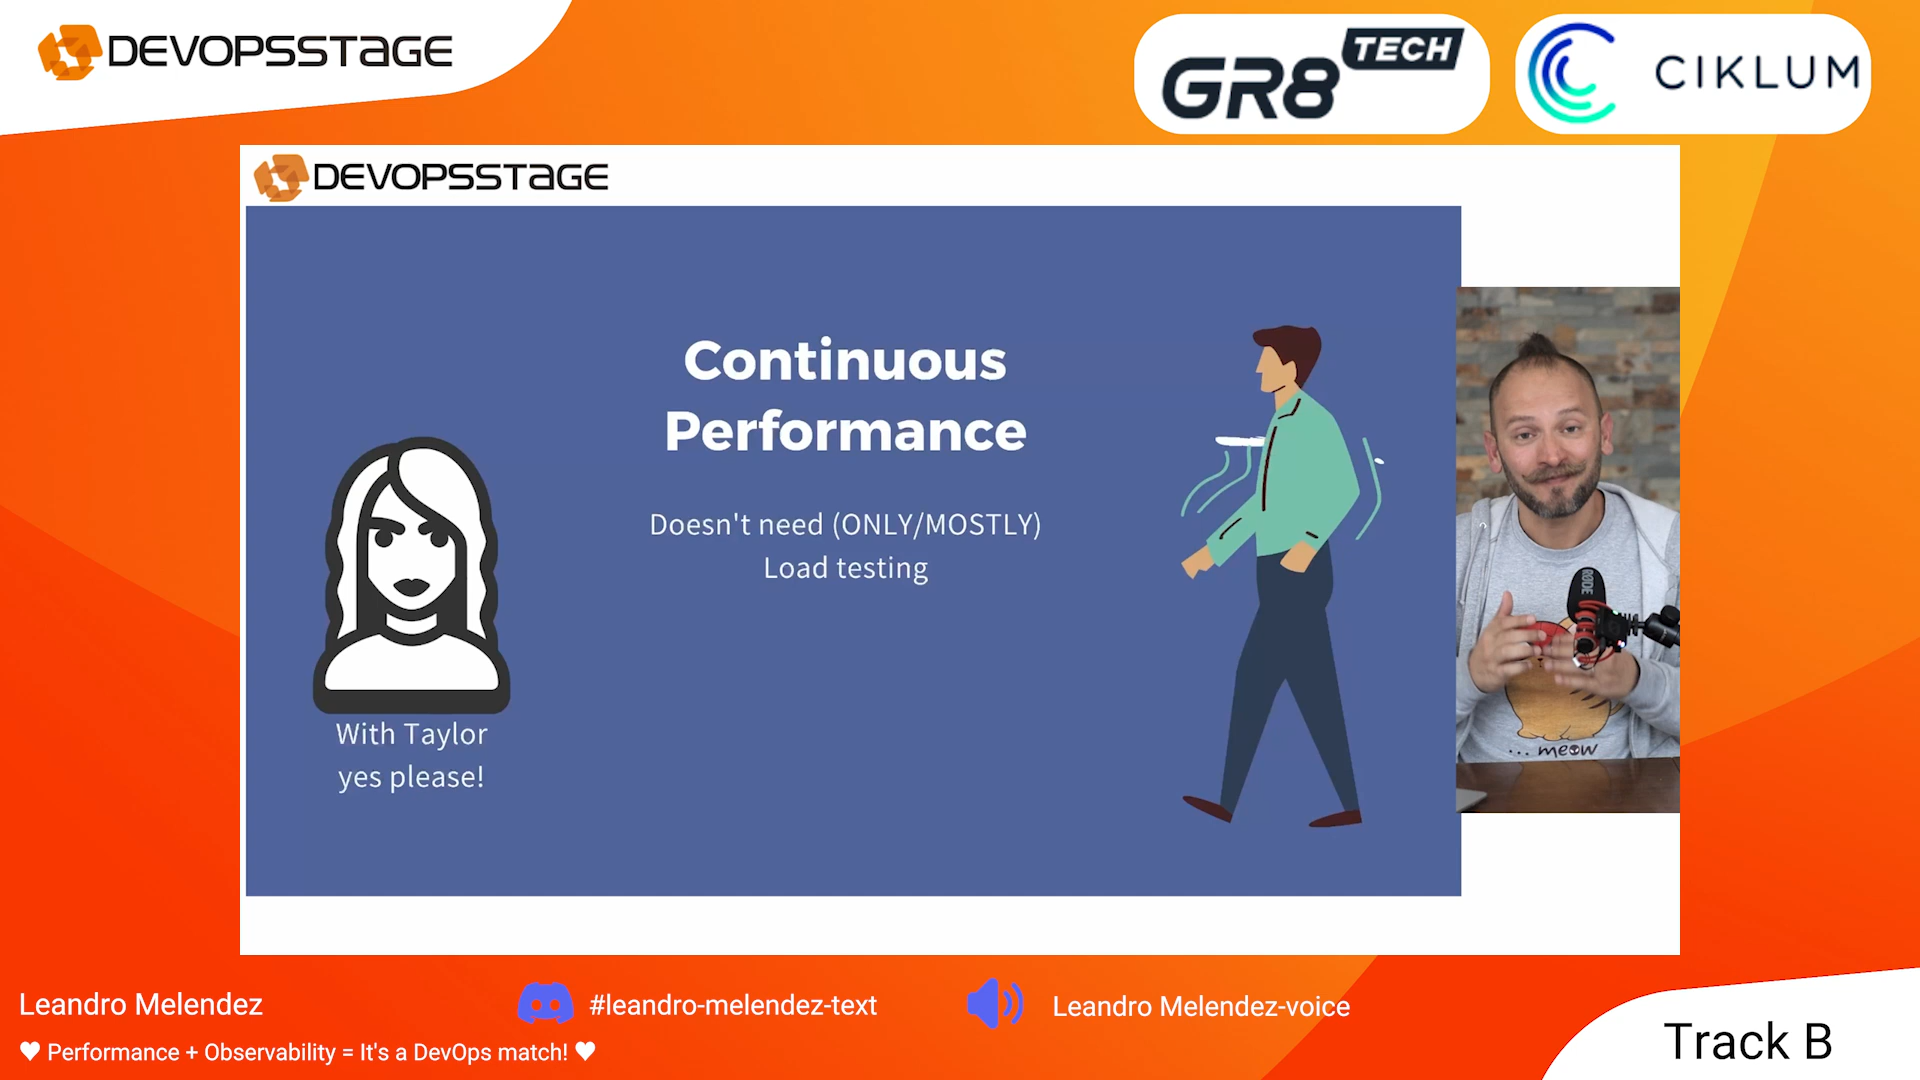 DEVOPSSTAGE
GR8 TECH
CIKLUM
DEVOPSSTAGE
Continuous
Performance
Doesn't need (ONLY/MOSTLY)
Load testing
With Taylor
yes please!
RØDE
... meow
Leandro Melendez
#leandro-melendez-text
Leandro Melendez-voice
♥ Performance + Observability = It's a DevOps match! ♥
Track B